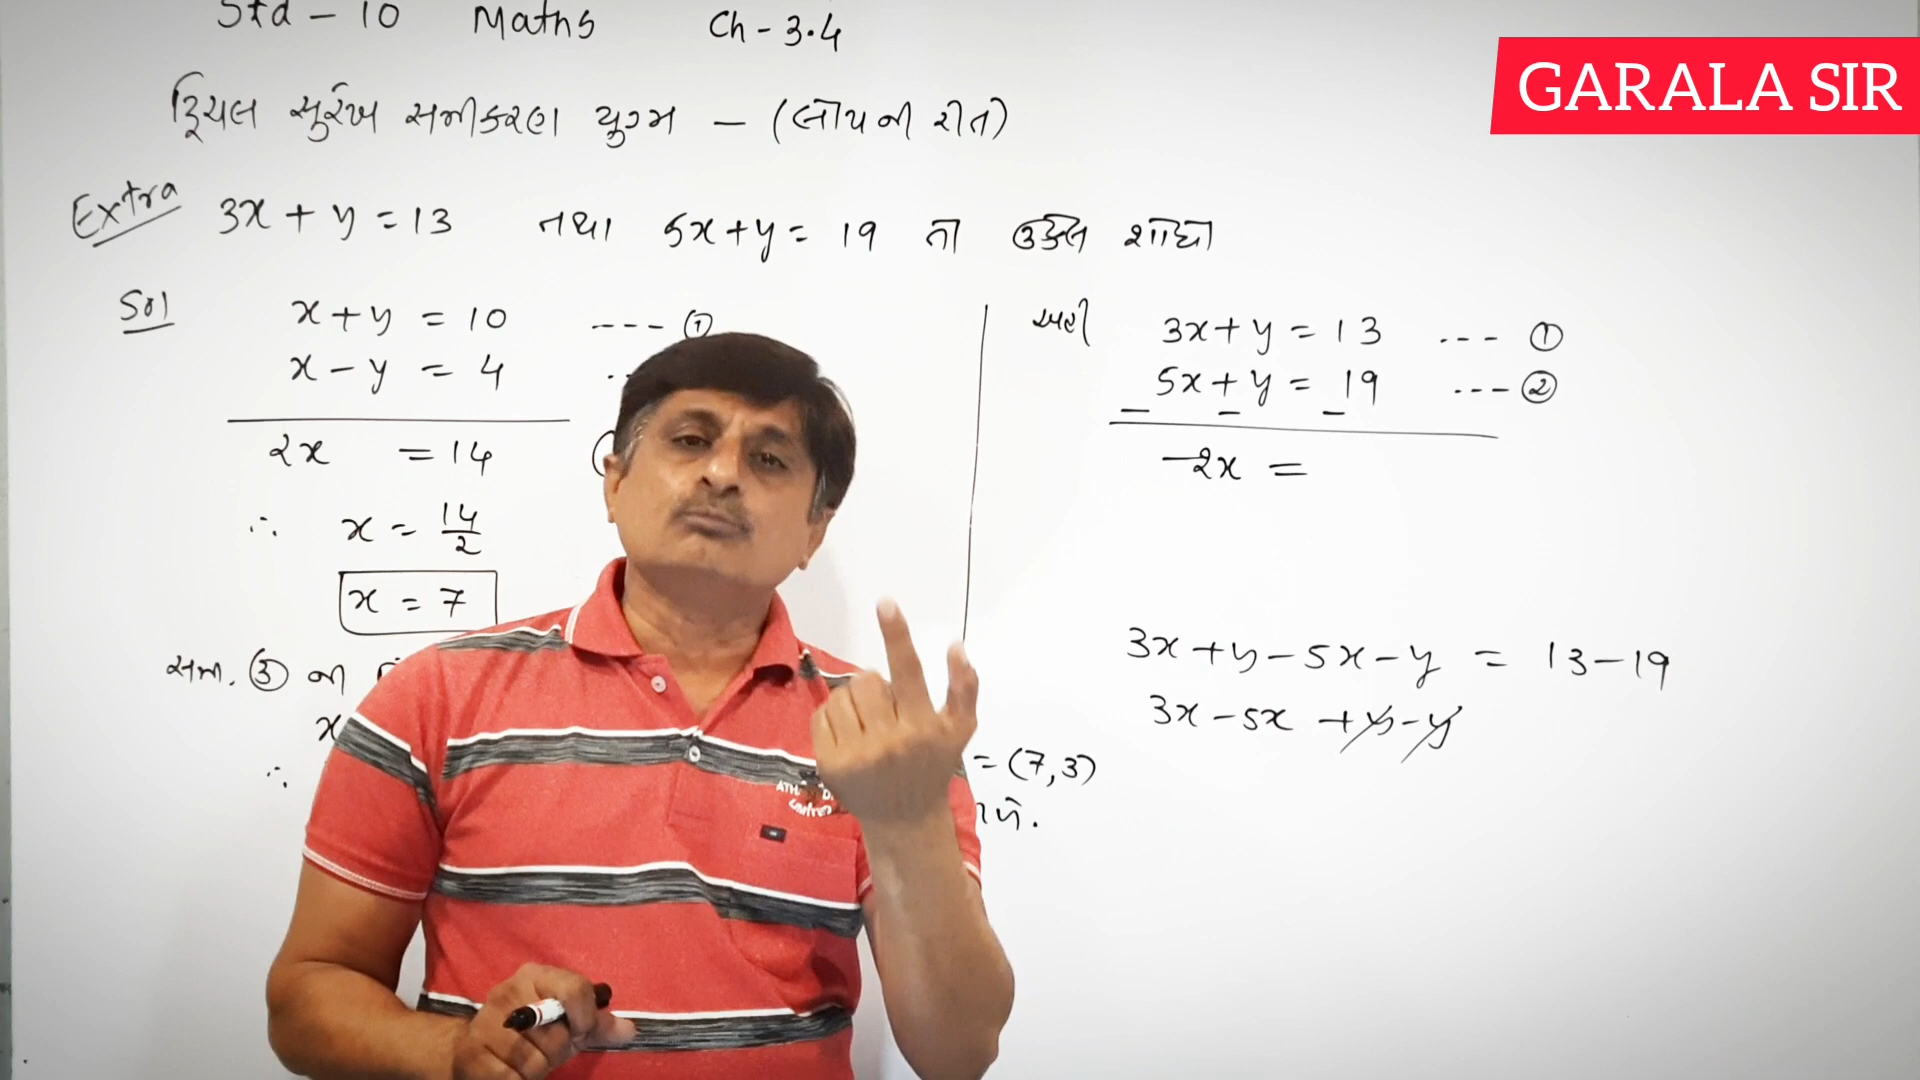 Std - 10 Maths Ch - 3.4
GARALA SIR
દ્વિચલ સુરેખ સમીકરણ યુગ્મ - (લોપની રીત)
Extra 3x + y = 13 તથા 5x + y = 19 નો ઉકેલ શોધો
Sol x + y = 10 --- ①
x - y = 4
2x = 14
∴ x = 14/2
x = 7
સમી. ③ ની
x
∴ = (7,3)
અહીં 3x + y = 13 --- ①
5x + y = 19 --- ②
- - -
-2x =
3x + y - 5x - y = 13 - 19
3x - 5x + y - y
ATH